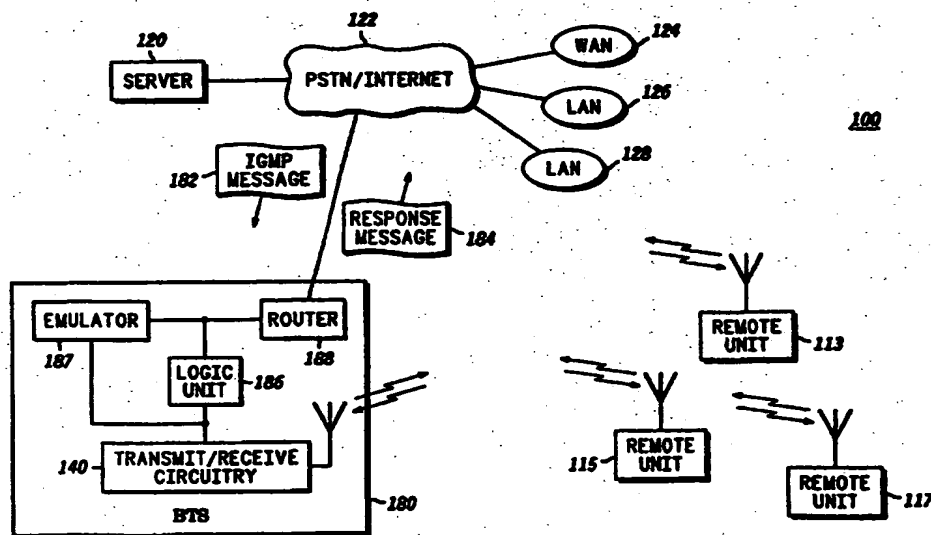 122
120
SERVER
PSTN/INTERNET
WAN
124
LAN
126
LAN
128
100
182
IGMP
MESSAGE
RESPONSE
MESSAGE
184
EMULATOR
187
ROUTER
188
LOGIC
UNIT
186
140
TRANSMIT/RECEIVE
CIRCUITRY
BTS
180
REMOTE
UNIT
113
115
REMOTE
UNIT
REMOTE
UNIT
117